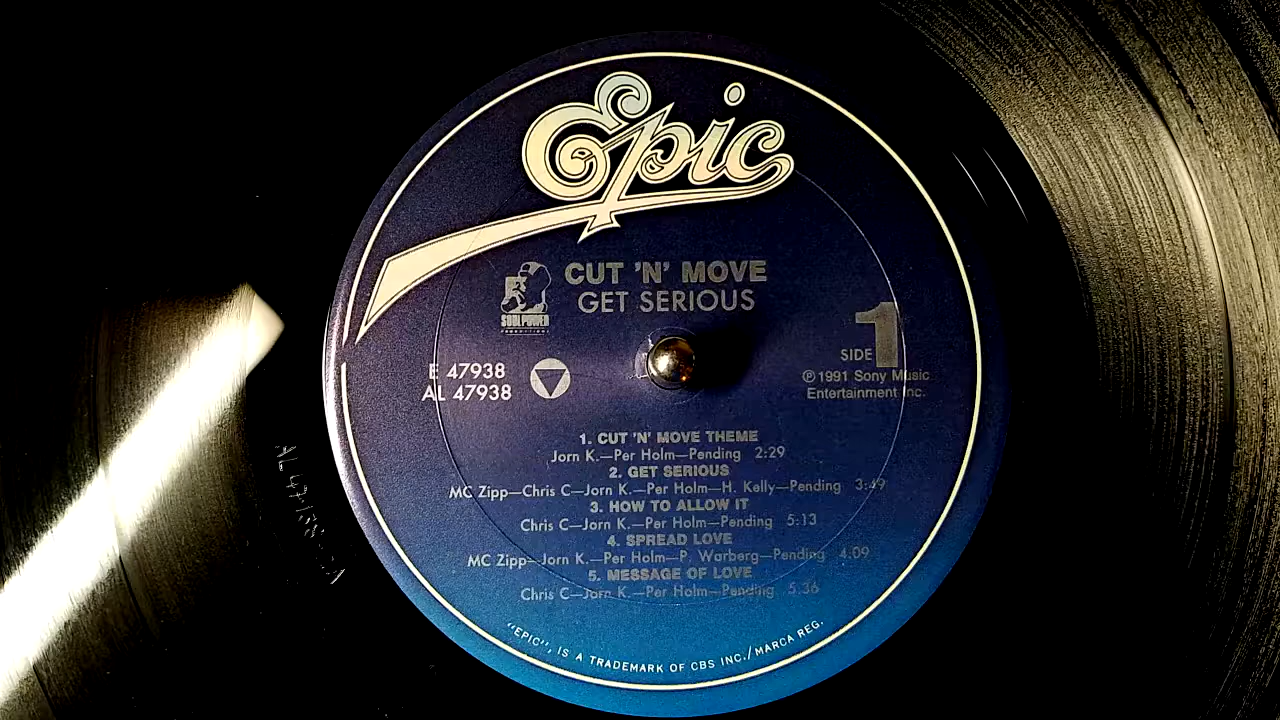 Epic
CUT 'N' MOVE
GET SERIOUS
SOULPOWER
PRODUCTIONS
SIDE 1
E 47938
AL 47938
℗ 1991 Sony Music
Entertainment Inc.
1. CUT 'N' MOVE THEME
Jorn K.—Per Holm—Pending 2:29
2. GET SERIOUS
MC Zipp—Chris C—Jorn K.—Per Holm—H. Kelly—Pending 3:49
3. HOW TO ALLOW IT
Chris C—Jorn K.—Per Holm—Pending 5:13
4. SPREAD LOVE
MC Zipp—Jorn K.—Per Holm—P. Warberg—Pending 4.09
5. MESSAGE OF LOVE
Chris C—Jorn K.—Per Holm—Pending 5:36
"EPIC", IS A TRADEMARK OF CBS INC./MARCA REG.